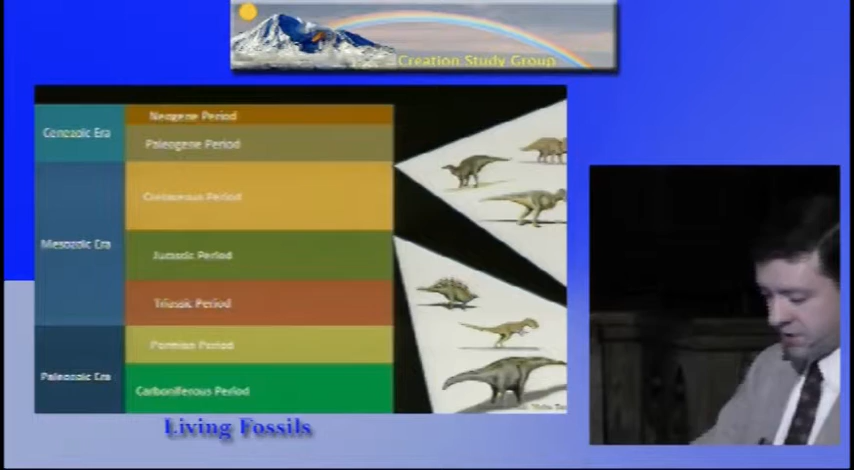 Creation Study Group
Neogene Period
Cenozoic Era
Paleogene Period
Cretaceous Period
Mesozoic Era
Jurassic Period
Triassic Period
Permian Period
Paleozoic Era
Carboniferous Period
Living Fossils